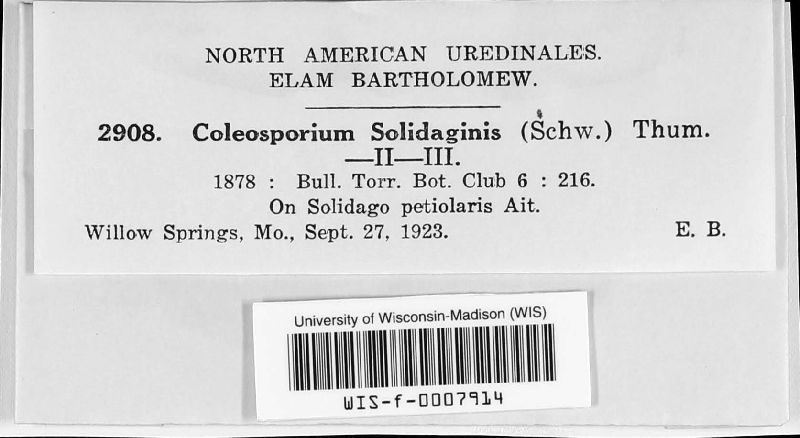 NORTH AMERICAN UREDINALES.
ELAM BARTHOLOMEW.
2908. Coleosporium Solidaginis (Schw.) Thum.
—II—III.
1878 : Bull. Torr. Bot. Club 6 : 216.
On Solidago petiolaris Ait.
Willow Springs, Mo., Sept. 27, 1923. E. B.
University of Wisconsin-Madison (WIS)
WIS-f-0007914